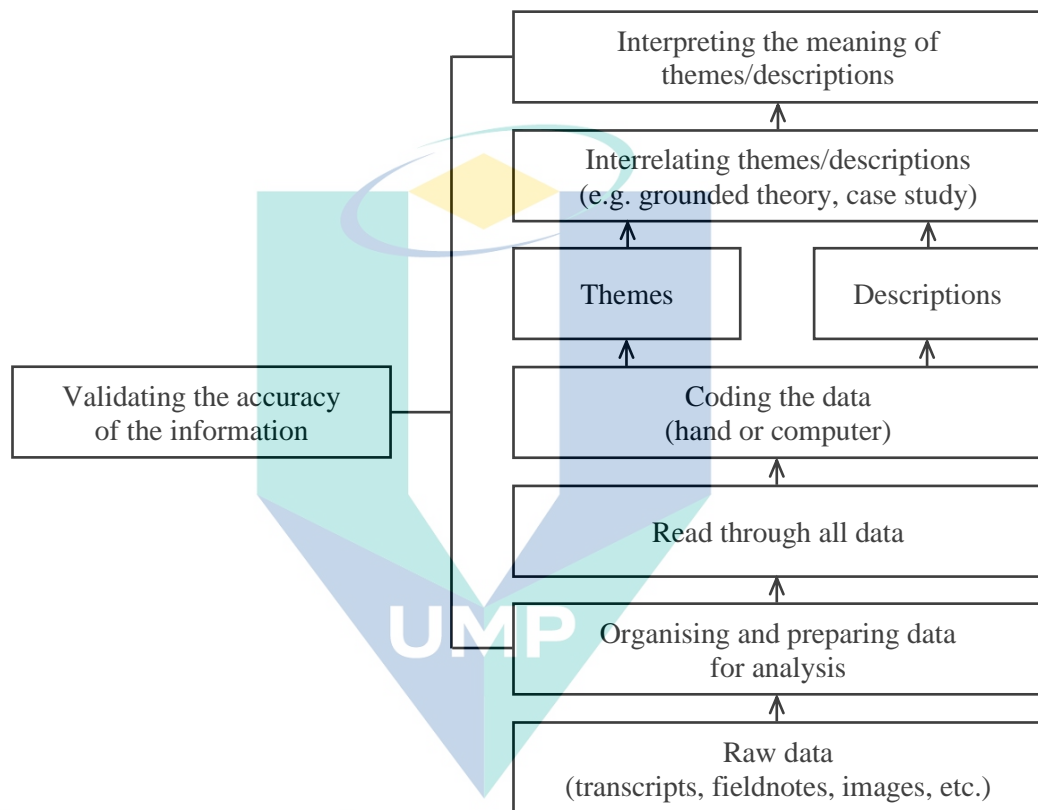 Interpreting the meaning of
themes/descriptions
Interrelating themes/descriptions
(e.g. grounded theory, case study)
Themes
Descriptions
Validating the accuracy
of the information
Coding the data
(hand or computer)
Read through all data
UMP
Organising and preparing data
for analysis
Raw data
(transcripts, fieldnotes, images, etc.)